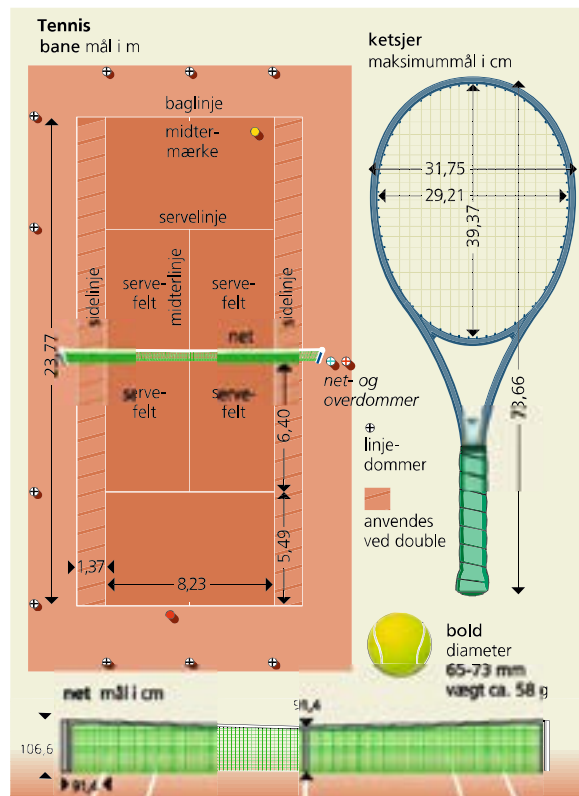 Tennis
bane mål i m
baglinje
midter-
mærke
servelinje
sidelinje
serve-
felt
midterlinje
serve-
felt
sidelinje
net
23,77
serve-
felt
serve-
felt
6,40
5,49
1,37
8,23
net- og
overdommer
linje-
dommer
anvendes
ved double
ketsjer
maksimummål i cm
31,75
29,21
39,37
73,66
bold
diameter
65-73 mm
vægt ca. 58 g
net mål i cm
91,4
106,6
91,4